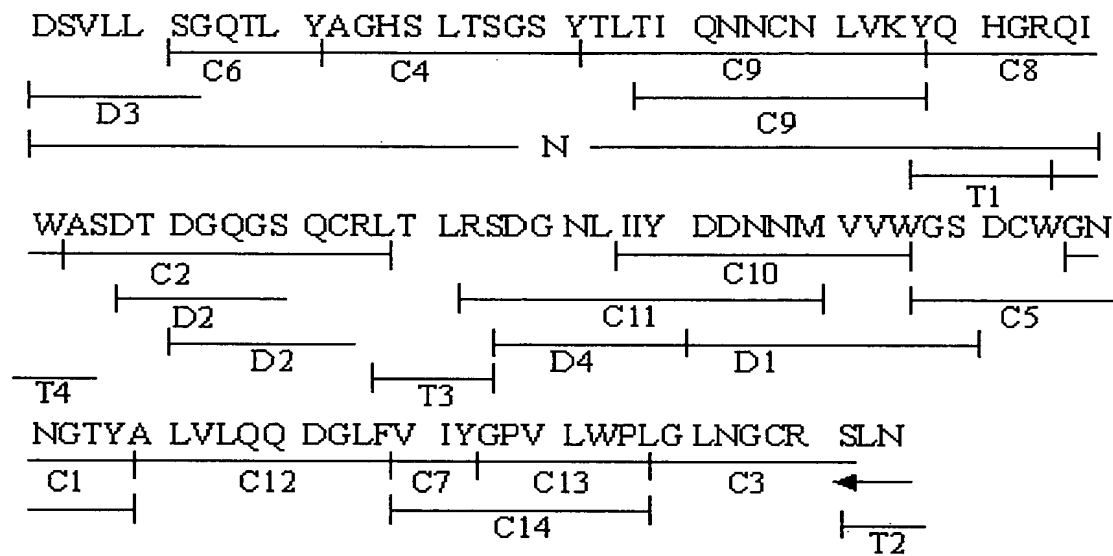 DSVLL SGQTL YAGHS LTSGS YTLTI QNNCN LVKYQ HGRQI
C6 C4 C9 C8
D3 C9
N
T1
WASDT DGQGS QCRLT LRSDG NLIIY DDNNM VVWGS DCWGN
C2 C10
D2 C11 C5
D2 D4 D1
T4 T3
NGTYA LVLQQ DGLFV IYGPV LWPLG LNGCR SLN
C1 C12 C7 C13 C3
C14 T2